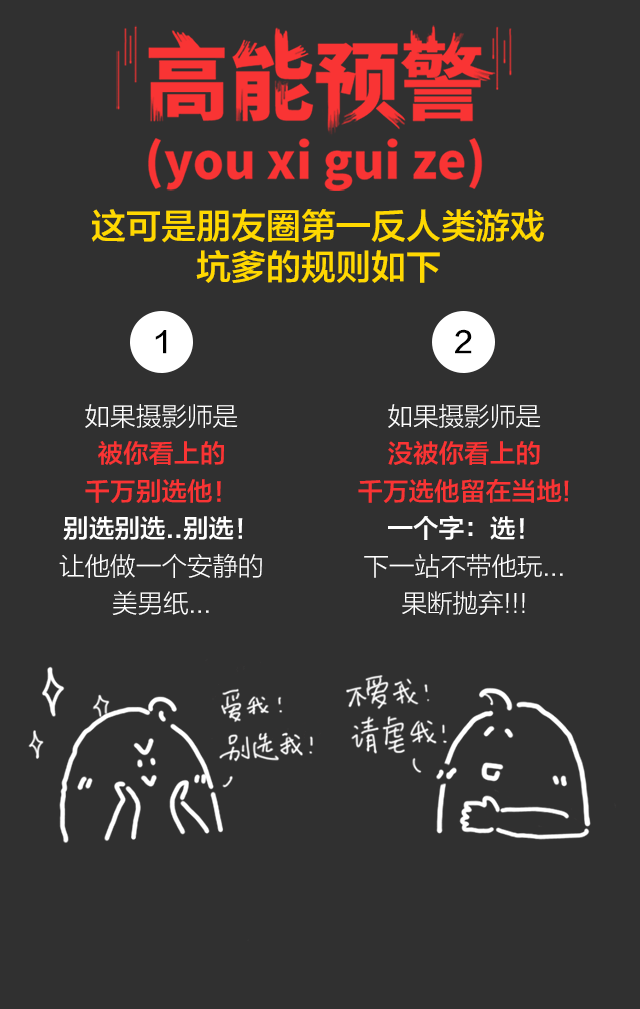 高能预警
(you xi gui ze)
这可是朋友圈第一反人类游戏
坑爹的规则如下
1
如果摄影师是
被你看上的
千万别选他！
别选别选..别选！
让他做一个安静的
美男纸...
2
如果摄影师是
没被你看上的
千万选他留在当地!
一个字：选！
下一站不带他玩...
果断抛弃!!!
爱我！
别选我！
不爱我！
请虐我！